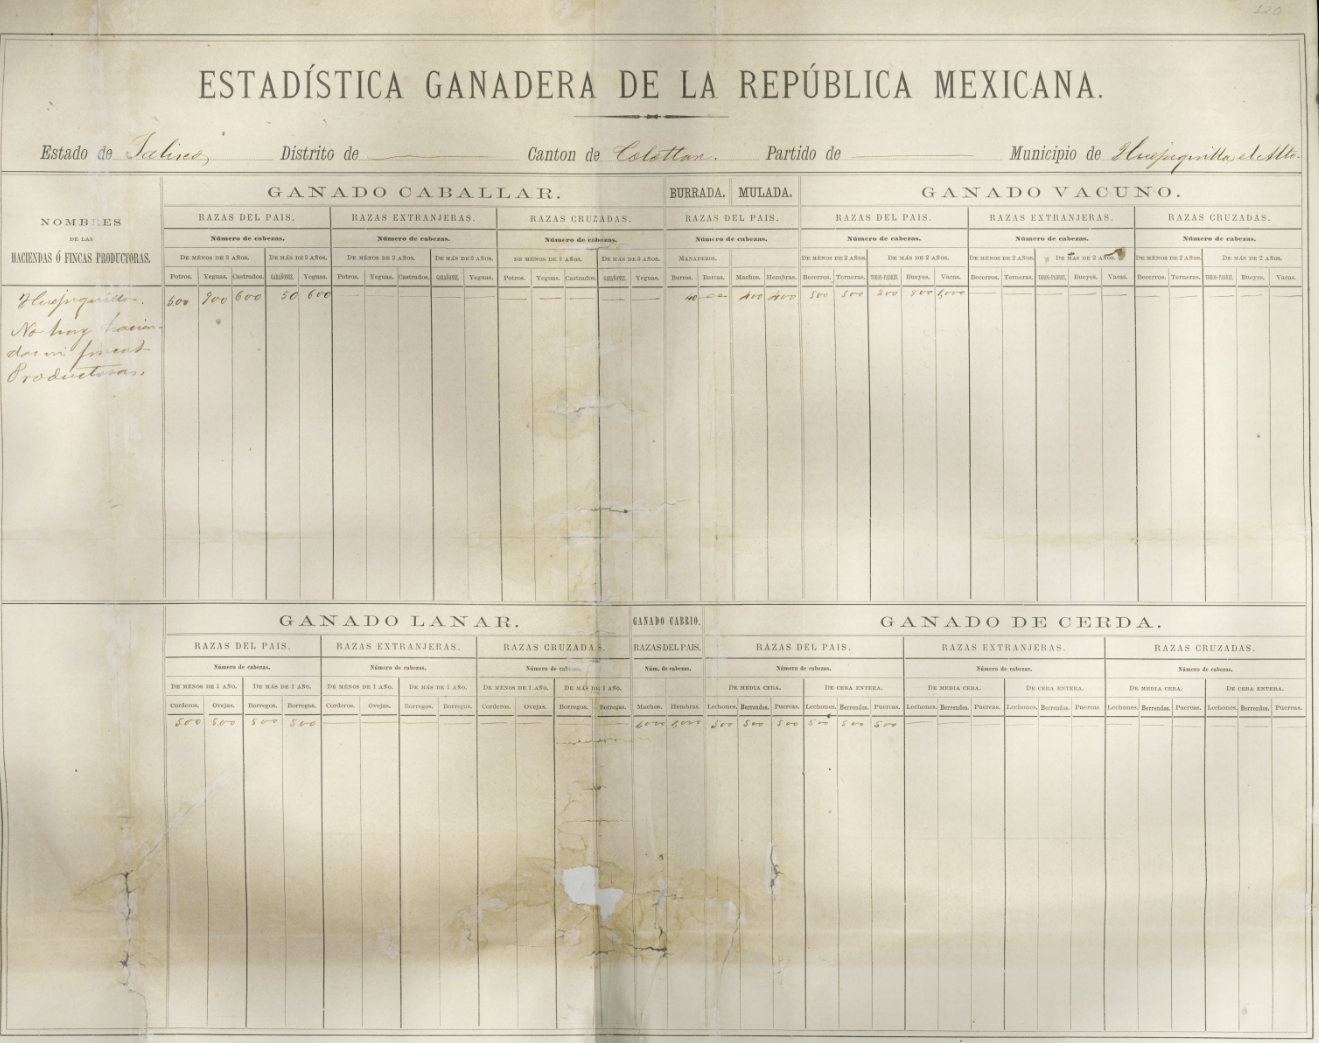 120
ESTADÍSTICA GANADERA DE LA REPÚBLICA MEXICANA.
Estado de Jalisco, Distrito de Canton de Colotlan. Partido de Municipio de Huejuquilla el Alto.
GANADO CABALLAR. BURRADA. MULADA. GANADO VACUNO.
NOMBRES
DE LAS
HACIENDAS Ó FINCAS PRODUCTORAS.
RAZAS DEL PAIS. RAZAS EXTRANJERAS. RAZAS CRUZADAS. RAZAS DEL PAIS. RAZAS DEL PAIS. RAZAS EXTRANJERAS. RAZAS CRUZADAS.
Número de cabezas. Número de cabezas. Número de cabezas. Número de cabezas. Número de cabezas. Número de cabezas. Número de cabezas.
DE MÉNOS DE 3 AÑOS. DE MÁS DE 3 AÑOS. DE MÉNOS DE 3 AÑOS. DE MÁS DE 3 AÑOS. DE MÉNOS DE 3 AÑOS. DE MÁS DE 3 AÑOS. MANADEROS. DE MÉNOS DE 2 AÑOS. DE MÁS DE 2 AÑOS. DE MÉNOS DE 2 AÑOS. DE MÁS DE 2 AÑOS. DE MÉNOS DE 2 AÑOS. DE MÁS DE 2 AÑOS.
Potros. Yeguas. Castrados. GARAÑONES. Yeguas. Potros. Yeguas. Castrados. GARAÑONES. Yeguas. Potros. Yeguas. Castrados. GARAÑONES. Yeguas. Burros. Burras. Machos. Hembras. Becerros. Terneras. TOROS-PADRES. Bueyes. Vacas. Becerros. Terneras. TOROS-PADRES. Bueyes. Vacas. Becerros. Terneras. TOROS-PADRES. Bueyes. Vacas.
Huejuquilla. 900 600 50 600 40 400 400 500 500 200 800
No hay hacien-
das ni fincas
Productoras.
GANADO LANAR. GANADO CABRIO. GANADO DE CERDA.
RAZAS DEL PAIS. RAZAS EXTRANJERAS. RAZAS CRUZADAS. RAZAS DEL PAIS. RAZAS DEL PAIS. RAZAS EXTRANJERAS. RAZAS CRUZADAS.
Número de cabezas. Número de cabezas. Número de cabezas. Núm. de cabezas. Número de cabezas. Número de cabezas. Número de cabezas.
DE MÉNOS DE 1 AÑO. DE MÁS DE 1 AÑO. DE MÉNOS DE 1 AÑO. DE MÁS DE 1 AÑO. DE MÉNOS DE 1 AÑO. DE MÁS DE 1 AÑO. DE MEDIA CEBA. DE CEBA ENTERA. DE MEDIA CEBA. DE CEBA ENTERA. DE MEDIA CEBA. DE CEBA ENTERA.
Corderos. Ovejas. Borregos. Borregas. Corderos. Ovejas. Borregos. Borregas. Corderos. Ovejas. Borregos. Borregas. Machos. Hembras Lechones. Berrendos. Puercas. Lechones. Berrendos. Puercas. Lechones. Berrendos. Puercas. Lechones. Berrendos. Puercas Lechones. Berrendos. Puercas. Lechones. Berrendos. Puercas.
500 500 500 500 6000 500 500 500 500 500 500